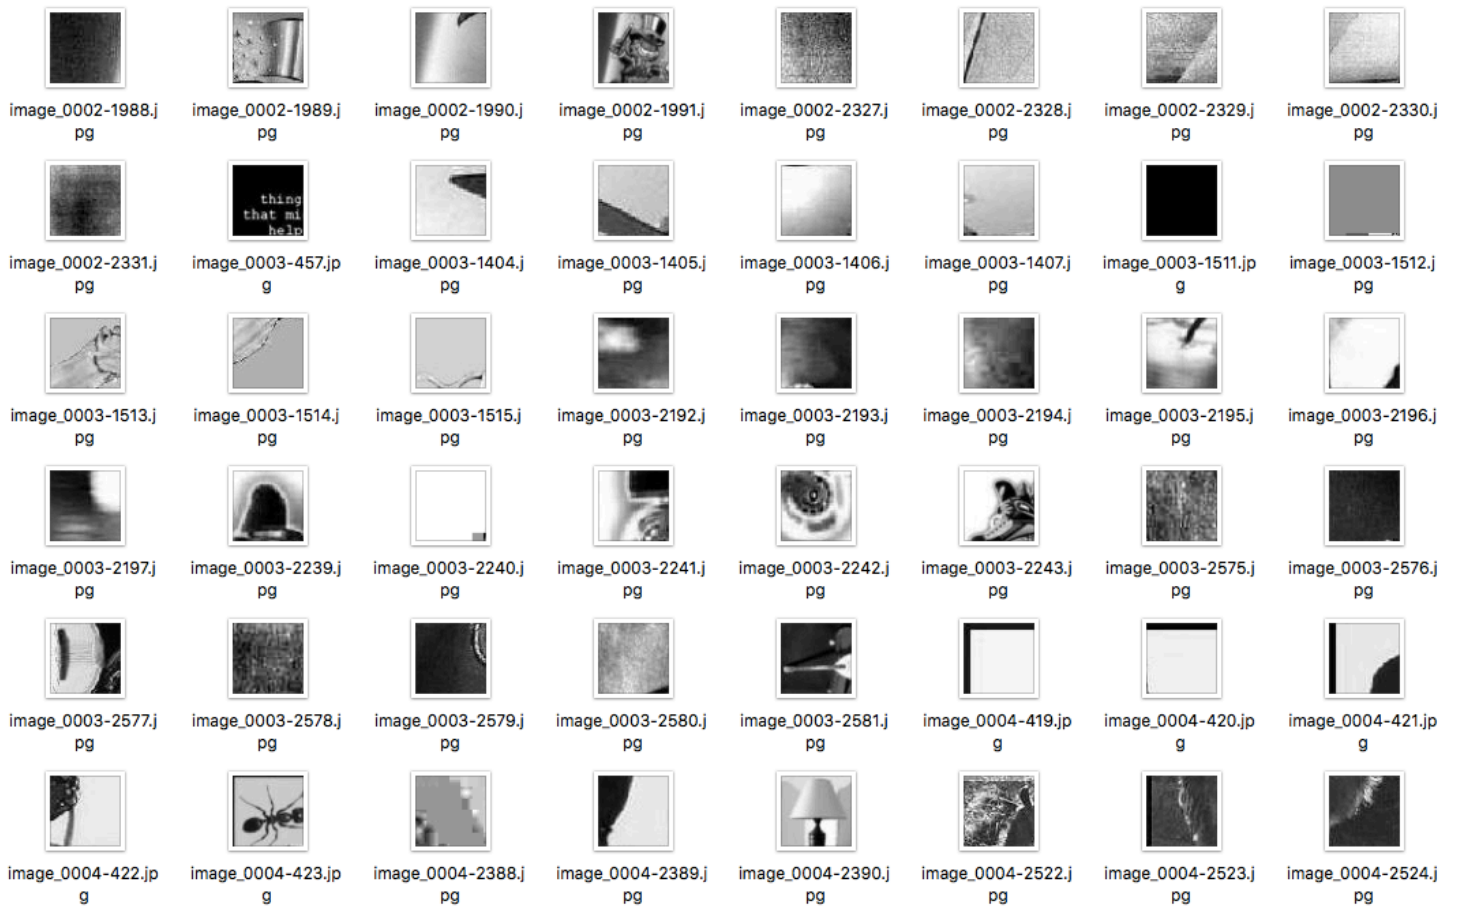 image_0002-1988.j
pg
image_0002-1989.j
pg
image_0002-1990.j
pg
image_0002-1991.j
pg
image_0002-2327.j
pg
image_0002-2328.j
pg
image_0002-2329.j
pg
image_0002-2330.j
pg
thing
that mi
help
image_0002-2331.j
pg
image_0003-457.jp
g
image_0003-1404.j
pg
image_0003-1405.j
pg
image_0003-1406.j
pg
image_0003-1407.j
pg
image_0003-1511.jp
g
image_0003-1512.j
pg
image_0003-1513.j
pg
image_0003-1514.j
pg
image_0003-1515.j
pg
image_0003-2192.j
pg
image_0003-2193.j
pg
image_0003-2194.j
pg
image_0003-2195.j
pg
image_0003-2196.j
pg
image_0003-2197.j
pg
image_0003-2239.j
pg
image_0003-2240.j
pg
image_0003-2241.j
pg
image_0003-2242.j
pg
image_0003-2243.j
pg
image_0003-2575.j
pg
image_0003-2576.j
pg
image_0003-2577.j
pg
image_0003-2578.j
pg
image_0003-2579.j
pg
image_0003-2580.j
pg
image_0003-2581.j
pg
image_0004-419.jp
g
image_0004-420.jp
g
image_0004-421.jp
g
image_0004-422.jp
g
image_0004-423.jp
g
image_0004-2388.j
pg
image_0004-2389.j
pg
image_0004-2390.j
pg
image_0004-2522.j
pg
image_0004-2523.j
pg
image_0004-2524.j
pg